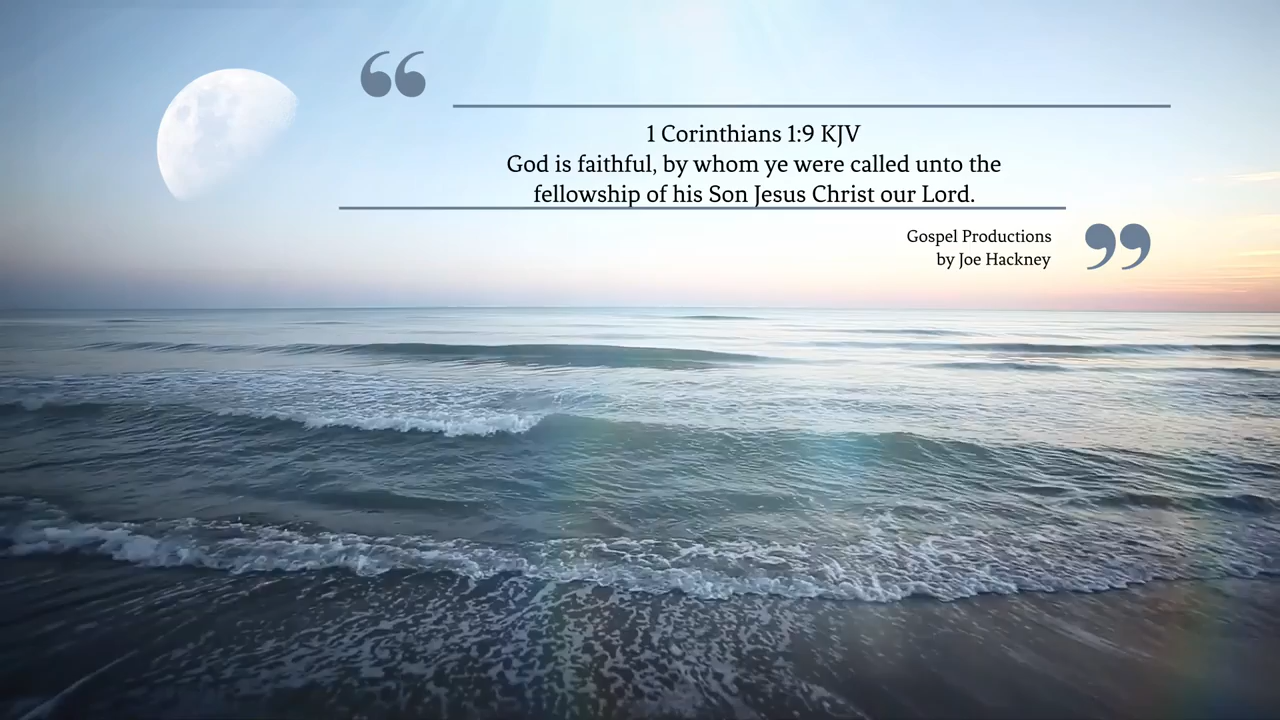 “
1 Corinthians 1:9 KJV
God is faithful, by whom ye were called unto the
fellowship of his Son Jesus Christ our Lord.
Gospel Productions
by Joe Hackney
”